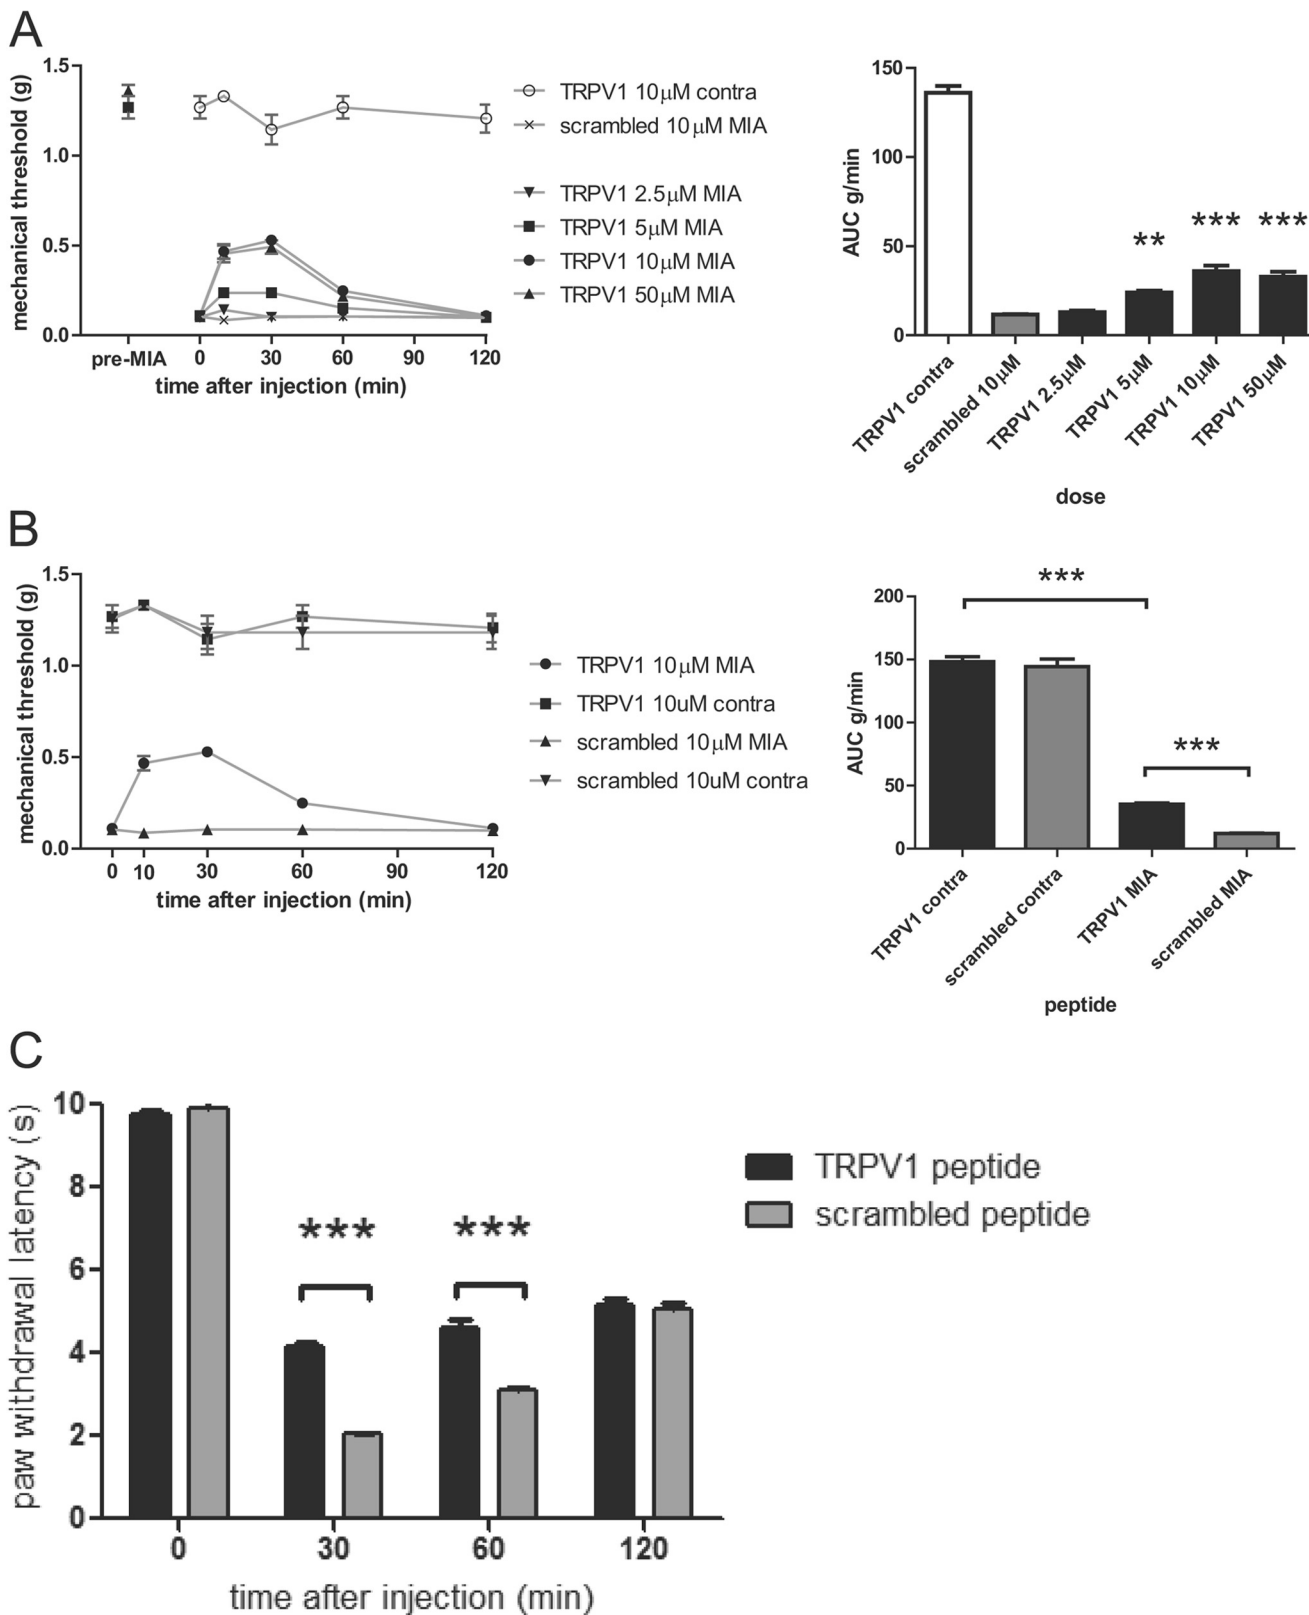 A
mechanical threshold (g)
1.5
1.0
0.5
0.0
pre-MIA 0 30 60 90 120
time after injection (min)
TRPV1 10μM contra
scrambled 10μM MIA
TRPV1 2.5μM MIA
TRPV1 5μM MIA
TRPV1 10μM MIA
TRPV1 50μM MIA
AUC g/min
150
100
50
0
** *** ***
TRPV1 contra
scrambled 10μM
TRPV1 2.5μM
TRPV1 5μM
TRPV1 10μM
TRPV1 50μM
dose
B
mechanical threshold (g)
1.5
1.0
0.5
0.0
0 10 30 60 90 120
time after injection (min)
TRPV1 10μM MIA
TRPV1 10uM contra
scrambled 10μM MIA
scrambled 10uM contra
AUC g/min
200
150
100
50
0
***
***
TRPV1 contra
scrambled contra
TRPV1 MIA
scrambled MIA
peptide
C
paw withdrawal latency (s)
10
8
6
4
2
0
*** ***
0 30 60 120
time after injection (min)
TRPV1 peptide
scrambled peptide